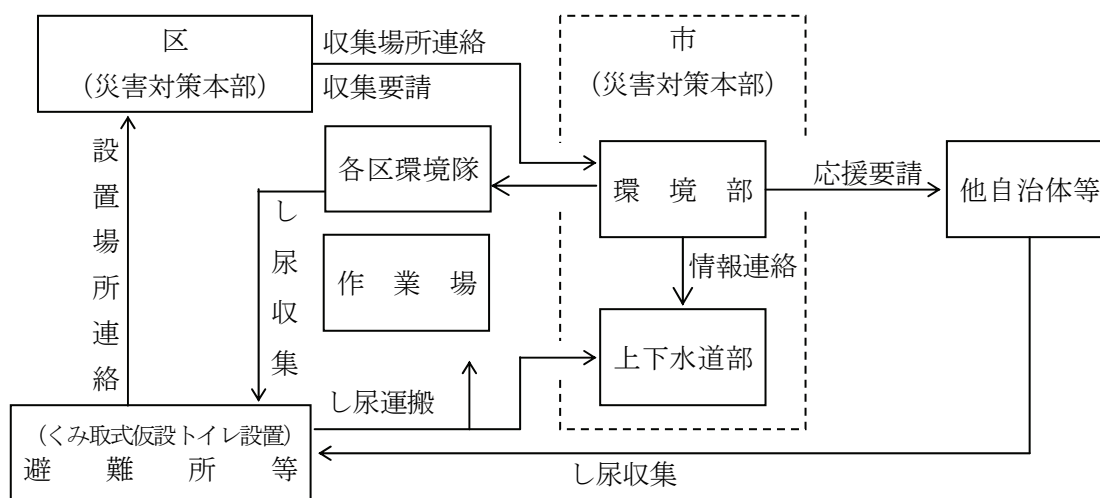 区
(災害対策本部)
収集場所連絡
収集要請
市
(災害対策本部)
設置場所連絡
各区環境隊
環境部
応援要請
他自治体等
し尿収集
作業場
情報連絡
上下水道部
し尿運搬
(くみ取式仮設トイレ設置)
避難所等
し尿収集